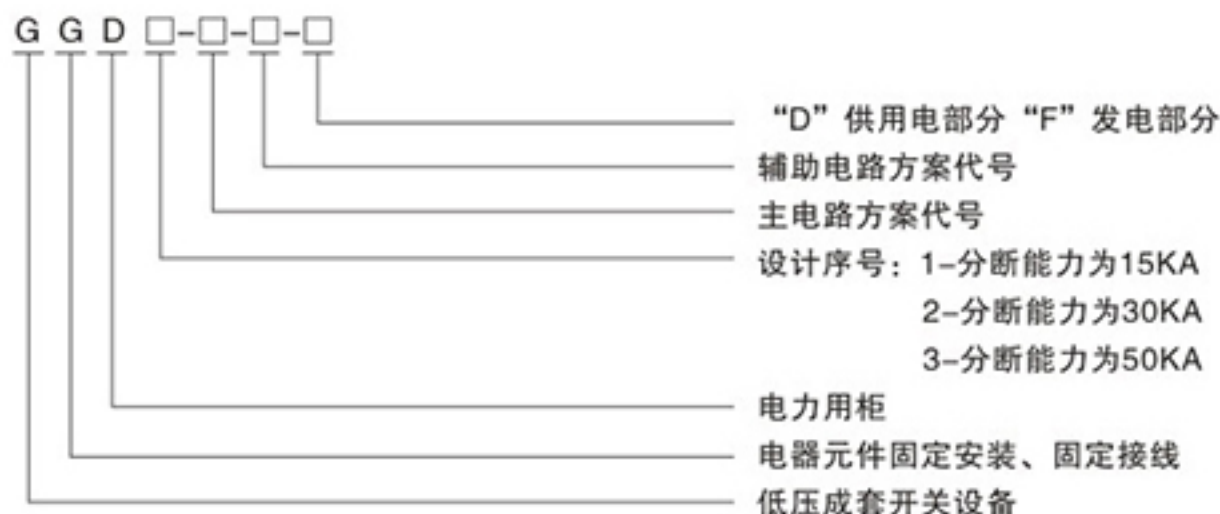 G G D □-□-□-□
“D”供用电部分“F”发电部分
辅助电路方案代号
主电路方案代号
设计序号：1-分断能力为15KA
2-分断能力为30KA
3-分断能力为50KA
电力用柜
电器元件固定安装、固定接线
低压成套开关设备